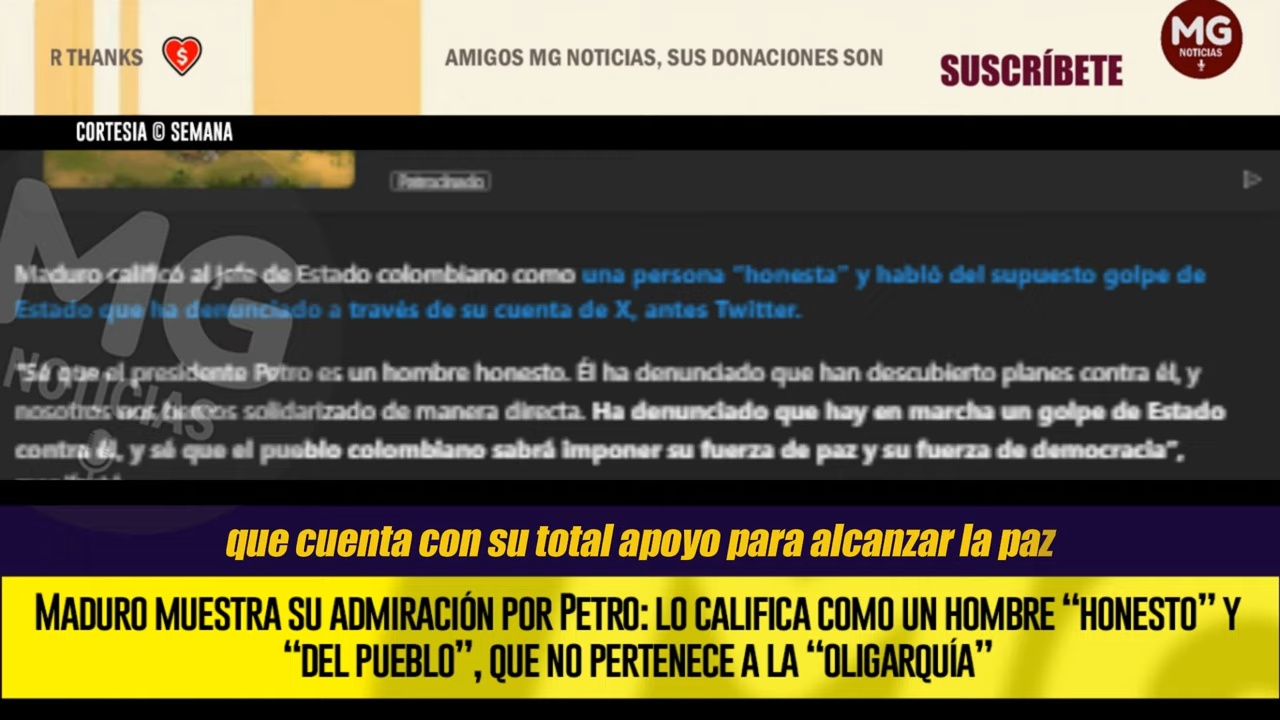 R THANKS
AMIGOS MG NOTICIAS, SUS DONACIONES SON
SUSCRÍBETE
MG
NOTICIAS
CORTESIA © SEMANA
Patrocinado
Maduro calificó al jefe de Estado colombiano como una persona "honesta" y habló del supuesto golpe de
Estado que ha denunciado a través de su cuenta de X, antes Twitter.
"Sé que el presidente Petro es un hombre honesto. Él ha denunciado que han descubierto planes contra él, y
nosotros nos hemos solidarizado de manera directa. Ha denunciado que hay en marcha un golpe de Estado
contra él, y sé que el pueblo colombiano sabrá imponer su fuerza de paz y su fuerza de democracia",
MG
NOTICIAS
que cuenta con su total apoyo para alcanzar la paz
MADURO MUESTRA SU ADMIRACIÓN POR PETRO: LO CALIFICA COMO UN HOMBRE “HONESTO” Y
“DEL PUEBLO”, QUE NO PERTENECE A LA “OLIGARQUÍA”